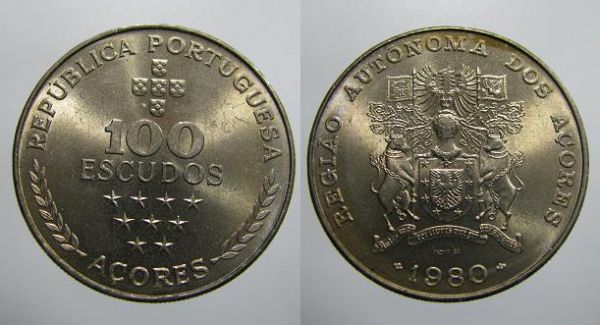 REPÚBLICA PORTUGUESA
100
ESCUDOS
AÇORES
REGIÃO AUTÓNOMA DOS AÇORES
1980